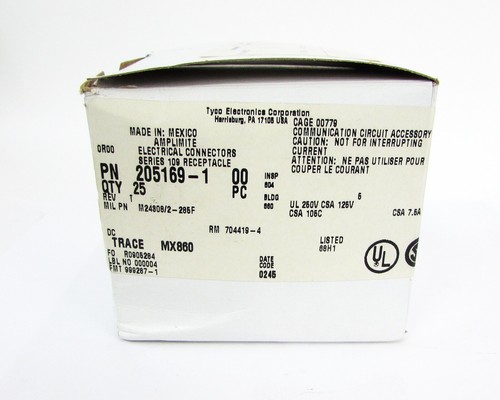 Tyco Electronics Corporation
Harrisburg, PA 17105 USA
CAGE 00779
MADE IN: MEXICO
COMMUNICATION CIRCUIT ACCESSORY
AMPLIMITE
CAUTION: NOT FOR INTERRUPTING
ORDD ELECTRICAL CONNECTORS
CURRENT
SERIES 109 RECEPTACLE
ATTENTION: NE PAS UTILISER POUR
COUPER LE COURANT
PN 205169-1 00 INSP
QTY 25 PC 804
REV T BLDG 6
MIL PN M24308/2-285F 860 UL 250V CSA 125V
CSA 105C CSA 7.5A
RM 704419-4
DC
TRACE MX860 LISTED
88H1
FO R0905284 DATE
LBL NO 000004 CODE
FMT 999287-1 0245
UL